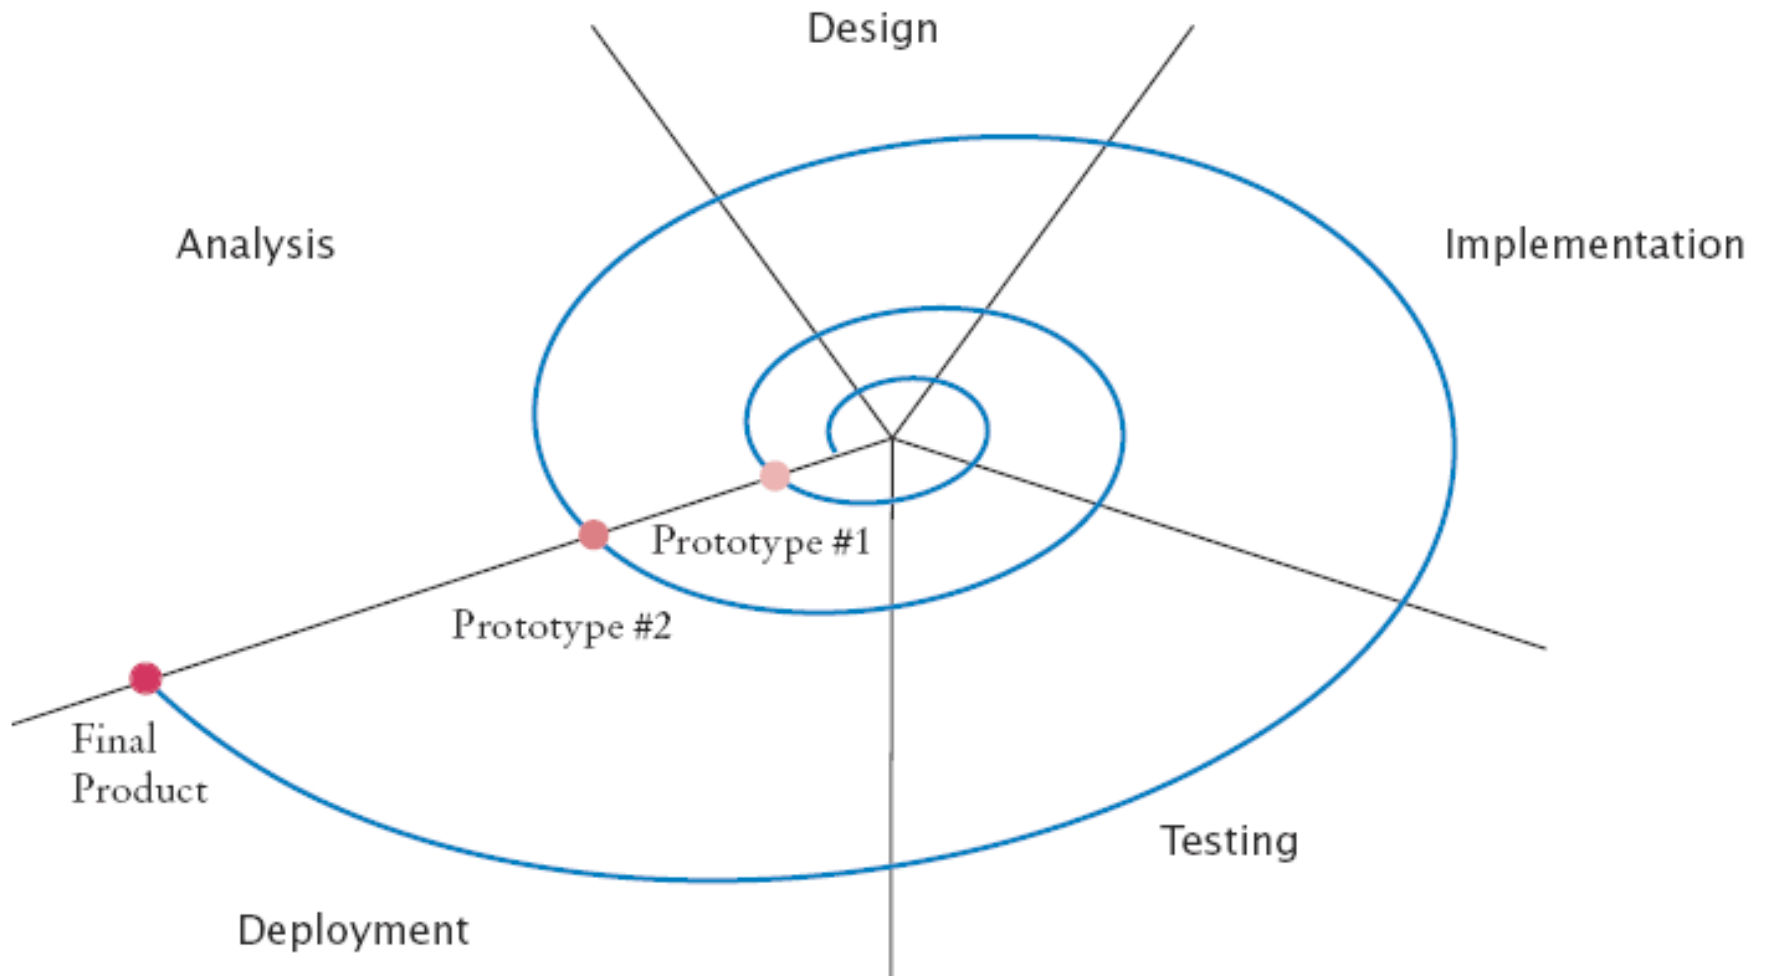 Design
Analysis
Implementation
Prototype #1
Prototype #2
Final
Product
Testing
Deployment